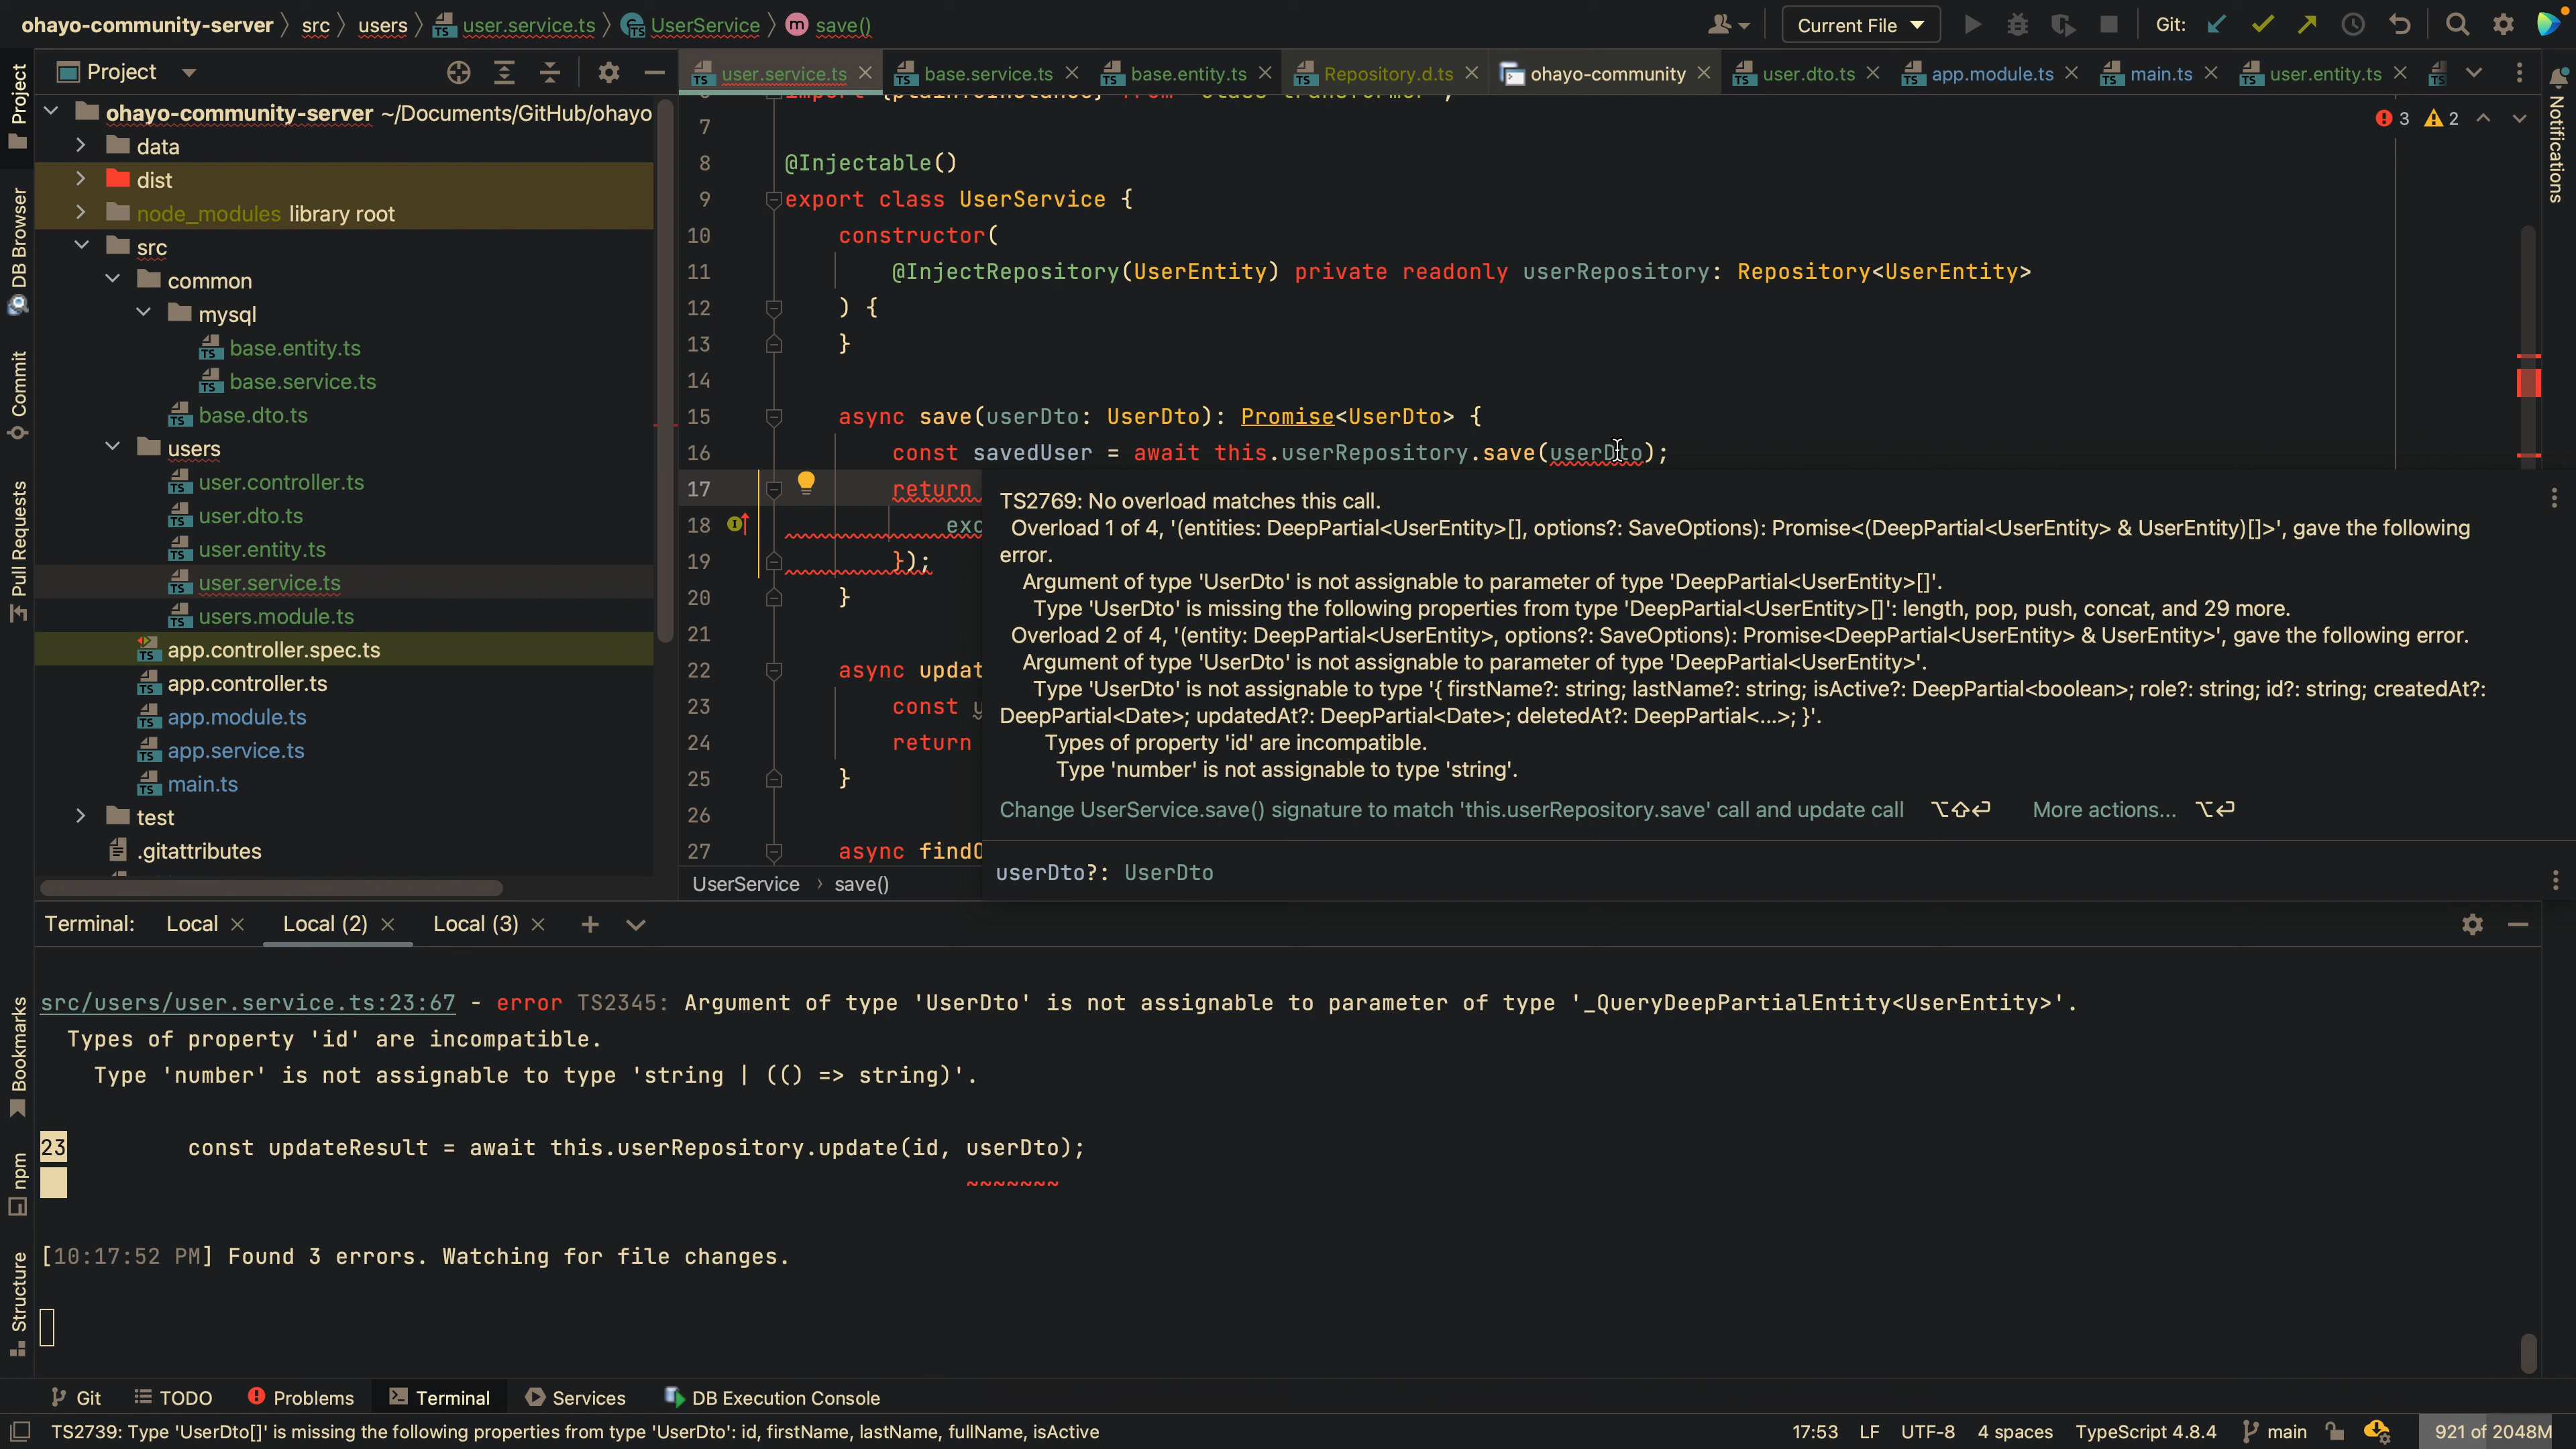 ohayo-community-server 〉 src 〉 users 〉 user.service.ts 〉 UserService 〉 m save()
Current File
Git:
Project
user.service.ts
base.service.ts
base.entity.ts
Repository.d.ts
ohayo-community
user.dto.ts
app.module.ts
main.ts
user.entity.ts
Project
DB Browser
Commit
Pull Requests
Bookmarks
npm
Structure
Notifications
ohayo-community-server ~/Documents/GitHub/ohayo
data
dist
node_modules library root
src
common
mysql
base.entity.ts
base.service.ts
base.dto.ts
users
user.controller.ts
user.dto.ts
user.entity.ts
user.service.ts
users.module.ts
app.controller.spec.ts
app.controller.ts
app.module.ts
app.service.ts
main.ts
test
.gitattributes
3 2
7
8 @Injectable()
9 export class UserService {
10 constructor(
11 @InjectRepository(UserEntity) private readonly userRepository: Repository<UserEntity>
12 ) {
13 }
14
15 async save(userDto: UserDto): Promise<UserDto> {
16 const savedUser = await this.userRepository.save(userDto);
17 return
18 exc
19 });
20 }
21
22 async updat
23 const
24 return
25 }
26
27 async findO
TS2769: No overload matches this call.
Overload 1 of 4, '(entities: DeepPartial<UserEntity>[], options?: SaveOptions): Promise<(DeepPartial<UserEntity> & UserEntity)[]>', gave the following
error.
Argument of type 'UserDto' is not assignable to parameter of type 'DeepPartial<UserEntity>[]'.
Type 'UserDto' is missing the following properties from type 'DeepPartial<UserEntity>[]': length, pop, push, concat, and 29 more.
Overload 2 of 4, '(entity: DeepPartial<UserEntity>, options?: SaveOptions): Promise<DeepPartial<UserEntity> & UserEntity>', gave the following error.
Argument of type 'UserDto' is not assignable to parameter of type 'DeepPartial<UserEntity>'.
Type 'UserDto' is not assignable to type '{ firstName?: string; lastName?: string; isActive?: DeepPartial<boolean>; role?: string; id?: string; createdAt?:
DeepPartial<Date>; updatedAt?: DeepPartial<Date>; deletedAt?: DeepPartial<...>; }'.
Types of property 'id' are incompatible.
Type 'number' is not assignable to type 'string'.
Change UserService.save() signature to match 'this.userRepository.save' call and update call ⌥⇧⏎ More actions... ⌥⏎
userDto?: UserDto
UserService › save()
Terminal: Local Local (2) Local (3)
src/users/user.service.ts:23:67 - error TS2345: Argument of type 'UserDto' is not assignable to parameter of type '_QueryDeepPartialEntity<UserEntity>'.
Types of property 'id' are incompatible.
Type 'number' is not assignable to type 'string | (() => string)'.
23 const updateResult = await this.userRepository.update(id, userDto);
~~~~~~~
[10:17:52 PM] Found 3 errors. Watching for file changes.
Git TODO Problems Terminal Services DB Execution Console
TS2739: Type 'UserDto[]' is missing the following properties from type 'UserDto': id, firstName, lastName, fullName, isActive
17:53 LF UTF-8 4 spaces TypeScript 4.8.4 main 921 of 2048M